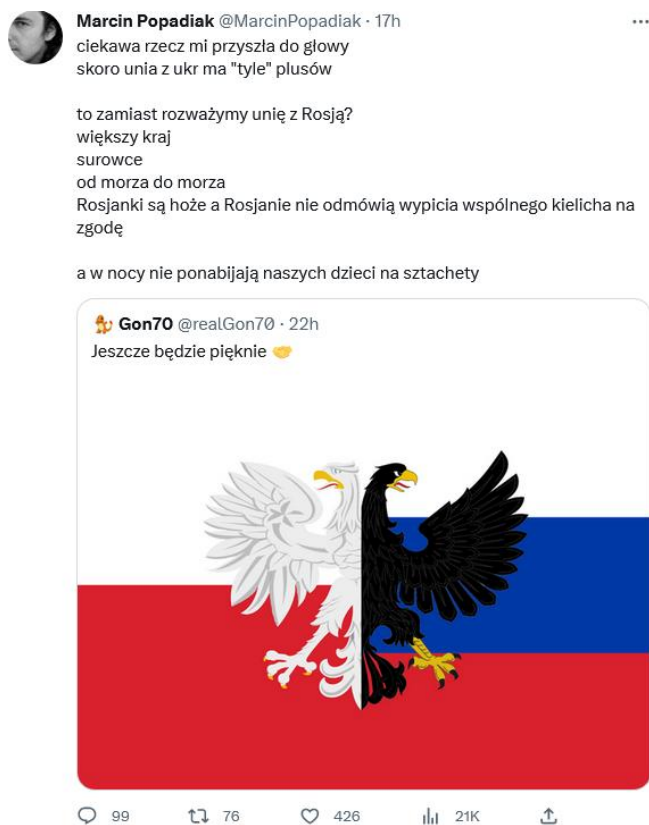 Marcin Popadiak @MarcinPopadiak · 17h
ciekawa rzecz mi przyszła do głowy
skoro unia z ukr ma "tyle" plusów
to zamiast rozważymy unię z Rosją?
większy kraj
surowce
od morza do morza
Rosjanki są hoże a Rosjanie nie odmówią wypicia wspólnego kielicha na
zgodę
a w nocy nie ponabijają naszych dzieci na sztachety
Gon70 @realGon70 · 22h
Jeszcze będzie pięknie 🤝
99 76 426 21K